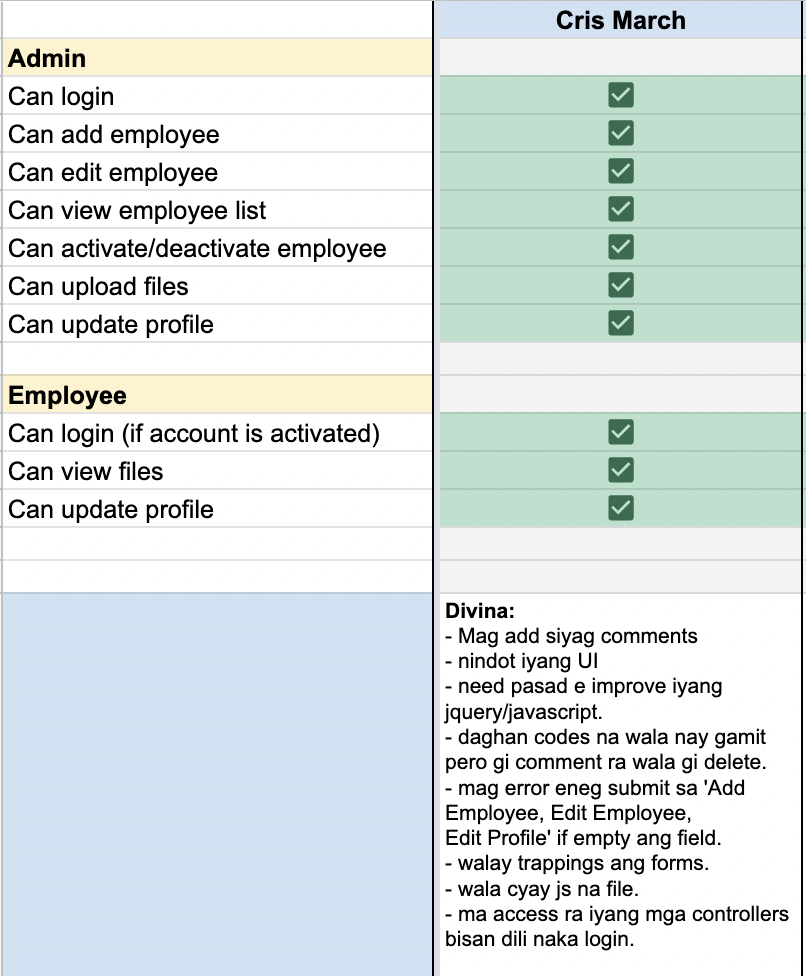 Cris March
Admin
Can login
Can add employee
Can edit employee
Can view employee list
Can activate/deactivate employee
Can upload files
Can update profile
Employee
Can login (if account is activated)
Can view files
Can update profile
Divina:
- Mag add siyag comments
- nindot iyang UI
- need pasad e improve iyang
jquery/javascript.
- daghan codes na wala nay gamit
pero gi comment ra wala gi delete.
- mag error eneg submit sa 'Add
Employee, Edit Employee,
Edit Profile' if empty ang field.
- walay trappings ang forms.
- wala cyay js na file.
- ma access ra iyang mga controllers
bisan dili naka login.